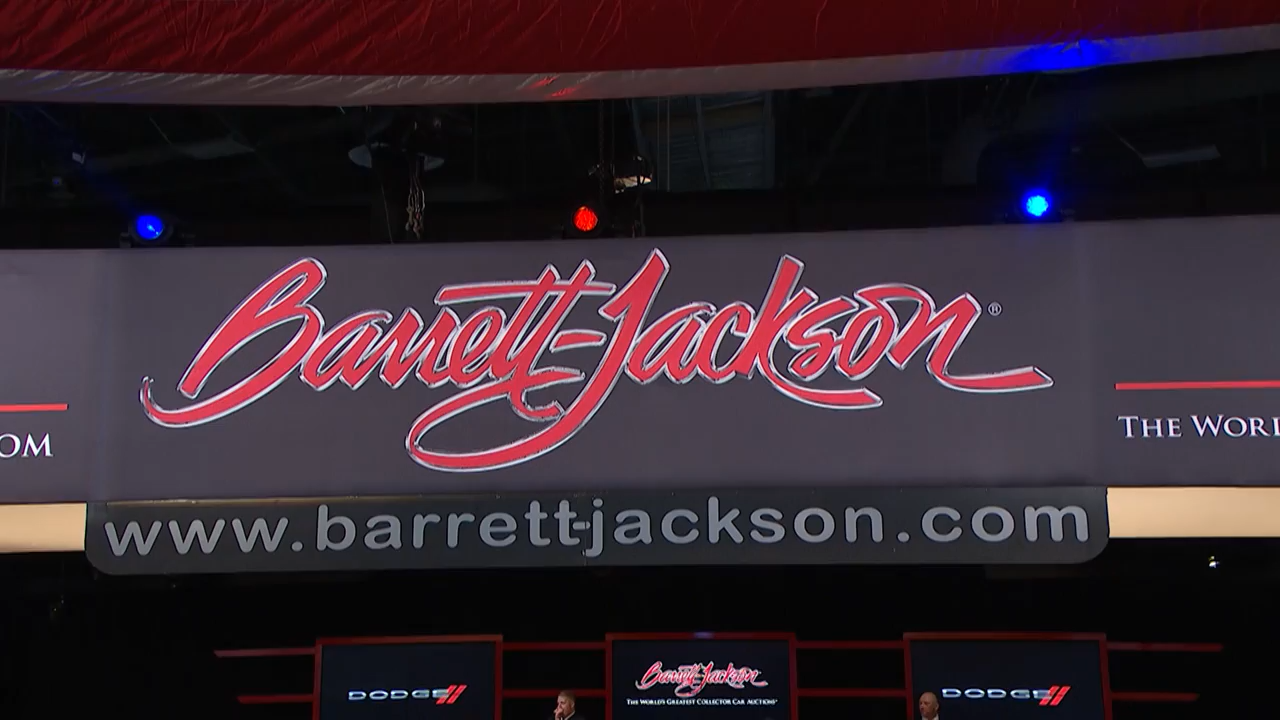 Barrett-Jackson®
OM
THE WORL
www.barrett-jackson.com
DODGE
Barrett-Jackson
THE WORLD'S GREATEST COLLECTOR CAR AUCTIONS®
DODGE